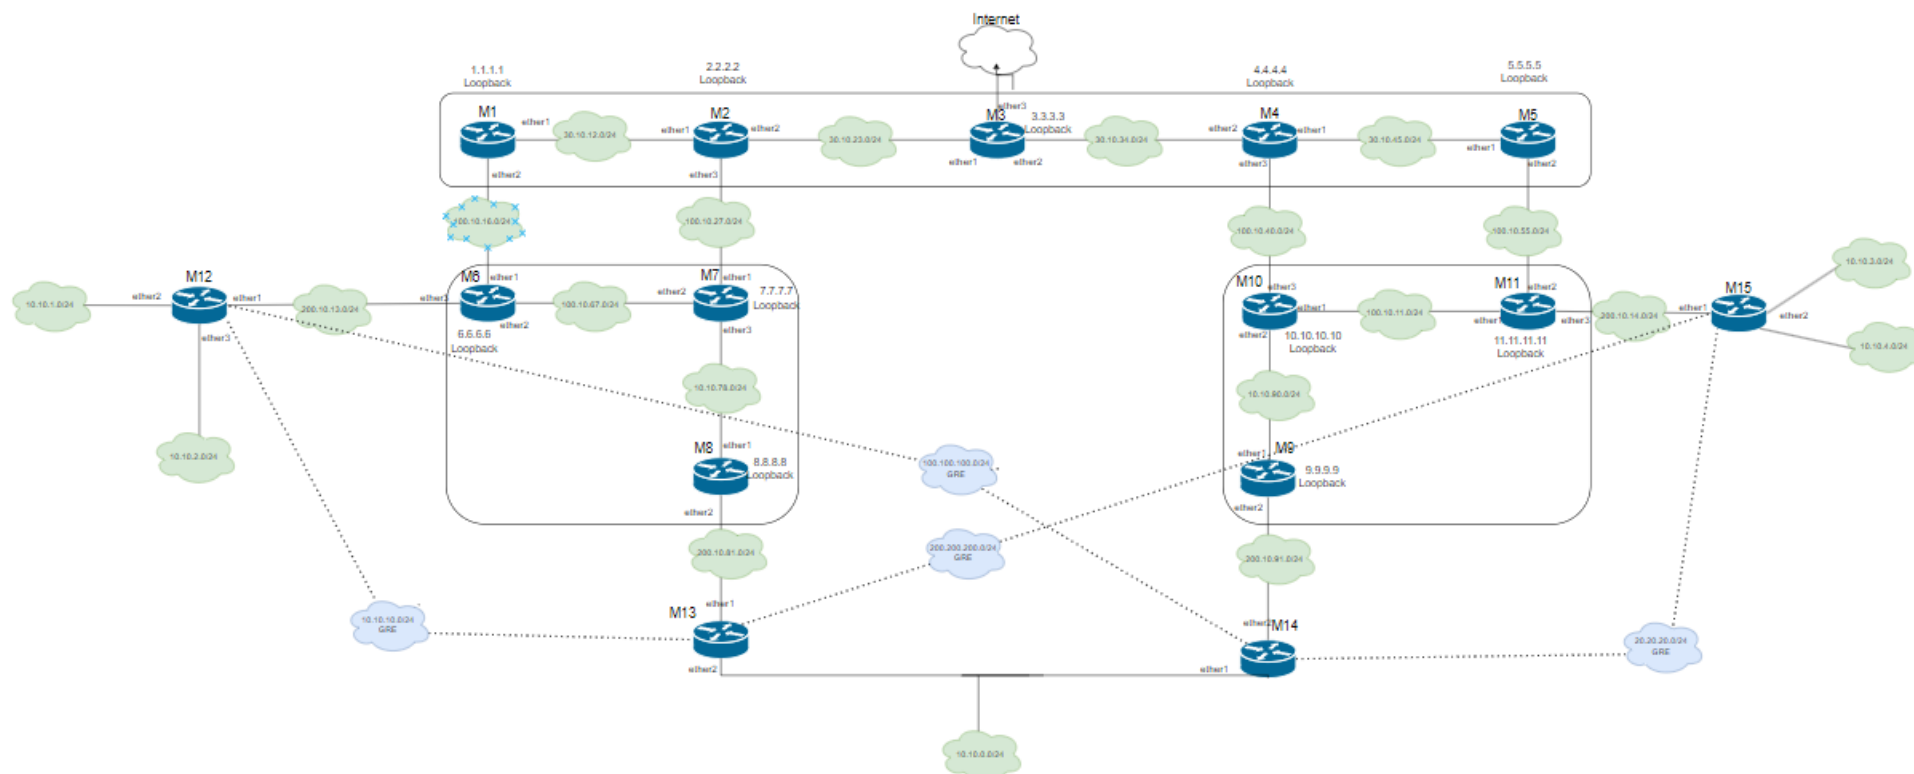 Internet
1.1.1.1
Loopback
2.2.2.2
Loopback
4.4.4.4
Loopback
5.5.5.5
Loopback
ether3
M1
M2
M3
3.3.3.3
Loopback
M4
M5
ether1
30.10.12.0/24
ether1
ether2
30.10.23.0/24
ether1
ether2
30.10.34.0/24
ether2
ether1
30.10.45.0/24
ether1
ether2
ether2
ether3
ether3
100.10.16.0/24
100.10.27.0/24
100.10.40.0/24
100.10.55.0/24
10.10.3.0/24
M12
M6
ether1
M7
ether1
M10
ether3
M11
ether2
M15
10.10.1.0/24
ether2
ether1
200.10.13.0/24
ether3
ether2
100.10.67.0/24
ether2
7.7.7.7
Loopback
ether3
ether1
100.10.11.0/24
ether1
ether3
200.10.14.0/24
ether1
ether2
ether3
6.6.6.6
Loopback
ether2
10.10.10.10
Loopback
11.11.11.11
Loopback
10.10.4.0/24
10.10.78.0/24
10.10.90.0/24
10.10.2.0/24
M8
ether1
8.8.8.8
Loopback
ether2
100.100.100.0/24
GRE
ether1
M9
9.9.9.9
Loopback
ether2
200.10.81.0/24
200.200.200.0/24
GRE
200.10.91.0/24
10.10.10.0/24
GRE
M13
ether1
ether2
ether2
M14
ether1
20.20.20.0/24
GRE
10.10.0.0/24